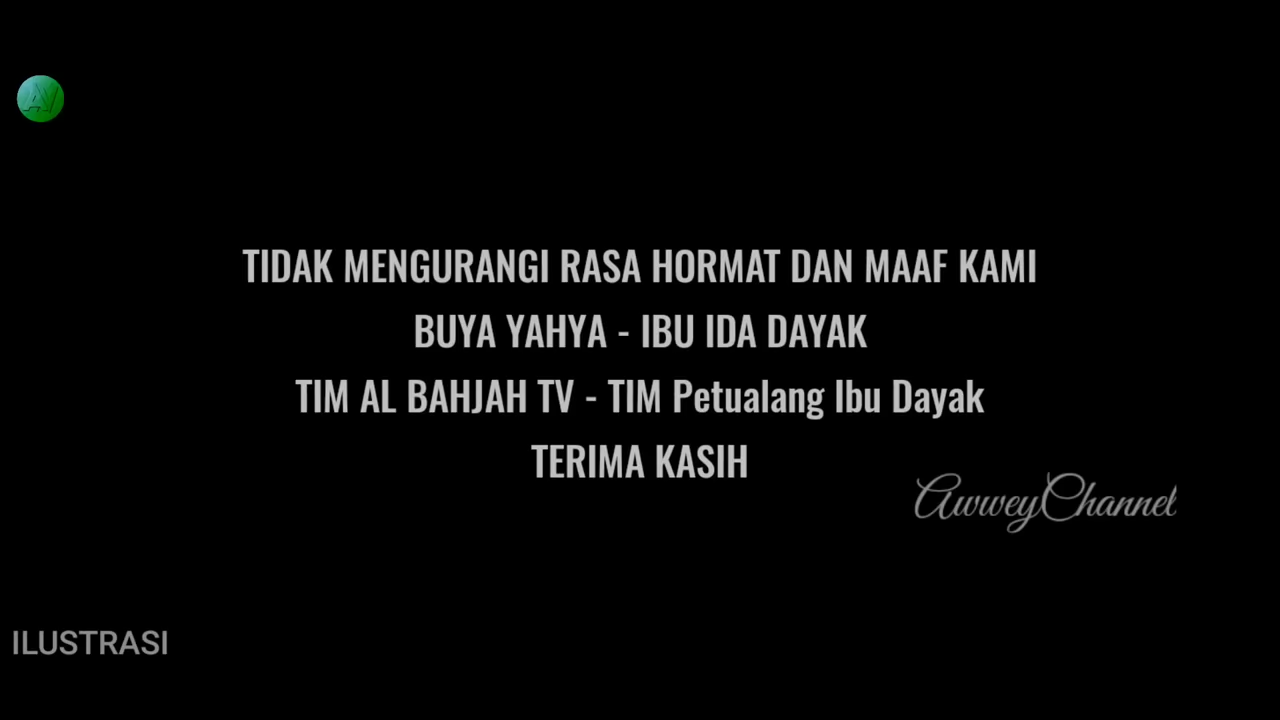 TIDAK MENGURANGI RASA HORMAT DAN MAAF KAMI
BUYA YAHYA - IBU IDA DAYAK
TIM AL BAHJAH TV - TIM Petualang Ibu Dayak
TERIMA KASIH
AwweyChannel
ILUSTRASI